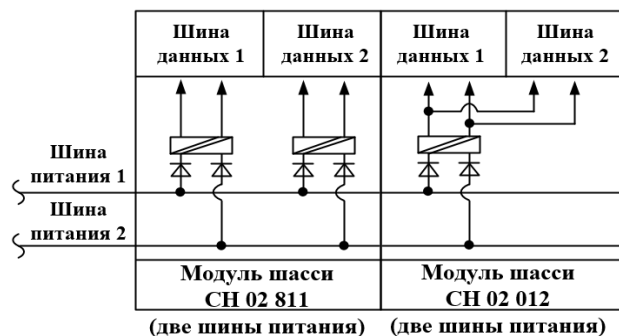 Шина
данных 1
Шина
данных 2
Шина
данных 1
Шина
данных 2
Шина
питания 1
Шина
питания 2
Модуль шасси
CH 02 811
Модуль шасси
CH 02 012
(две шины питания)
(две шины питания)